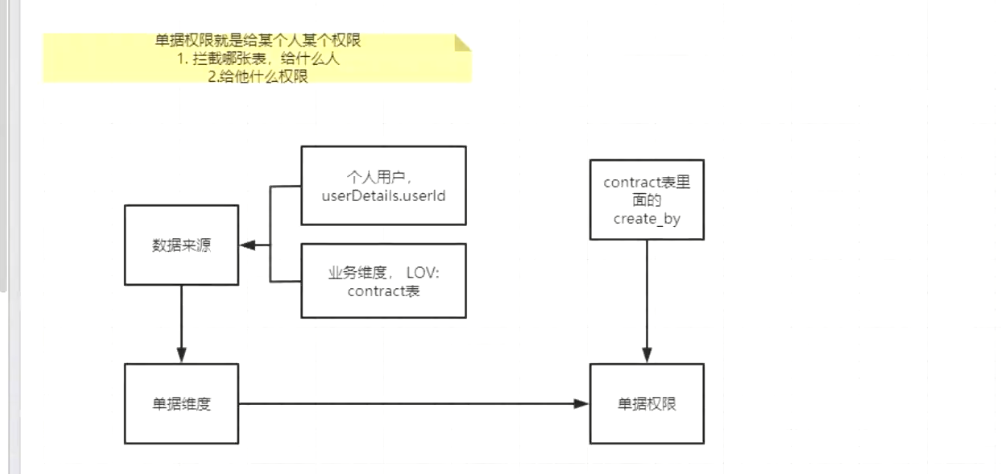 单据权限就是给某个人某个权限
1. 拦截哪张表，给什么人
2.给他什么权限
个人用户，
userDetails.userId
contract表里
面的
create_by
数据来源
业务维度， LOV:
contract表
单据维度
单据权限